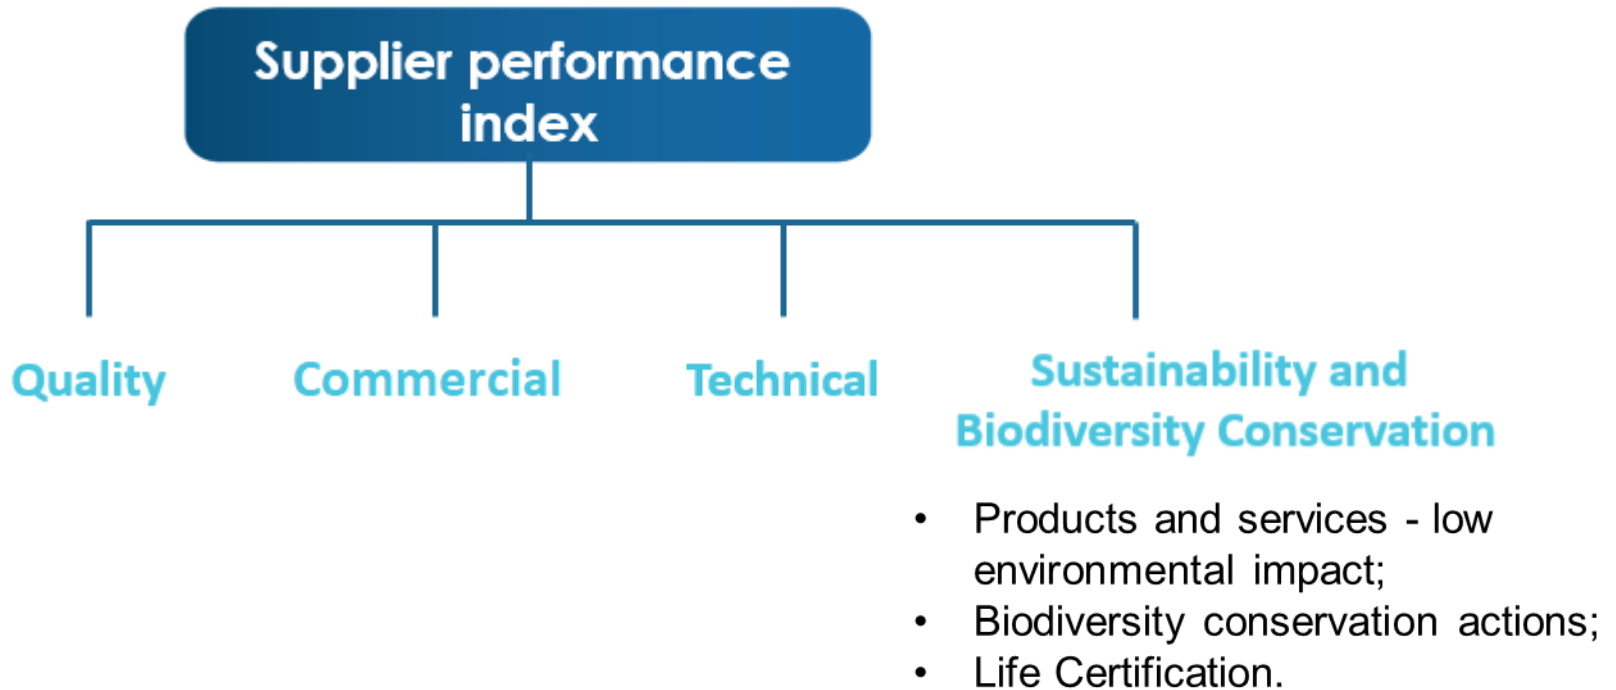 Supplier performance
index
Quality
Commercial
Technical
Sustainability and
Biodiversity Conservation
• Products and services - low
environmental impact;
• Biodiversity conservation actions;
• Life Certification.